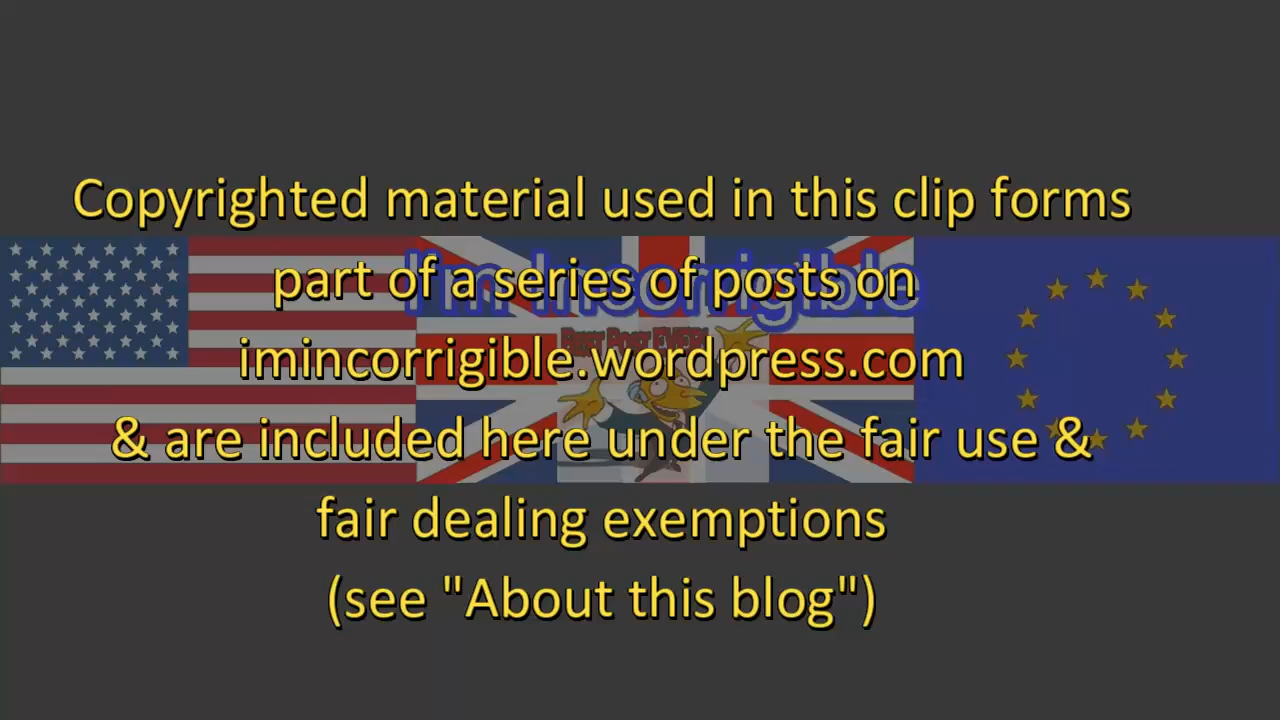 Copyrighted material used in this clip forms
part of a series of posts on
I'm Incorrigible
imincorrigible.wordpress.com
& are included here under the fair use &
fair dealing exemptions
(see "About this blog")